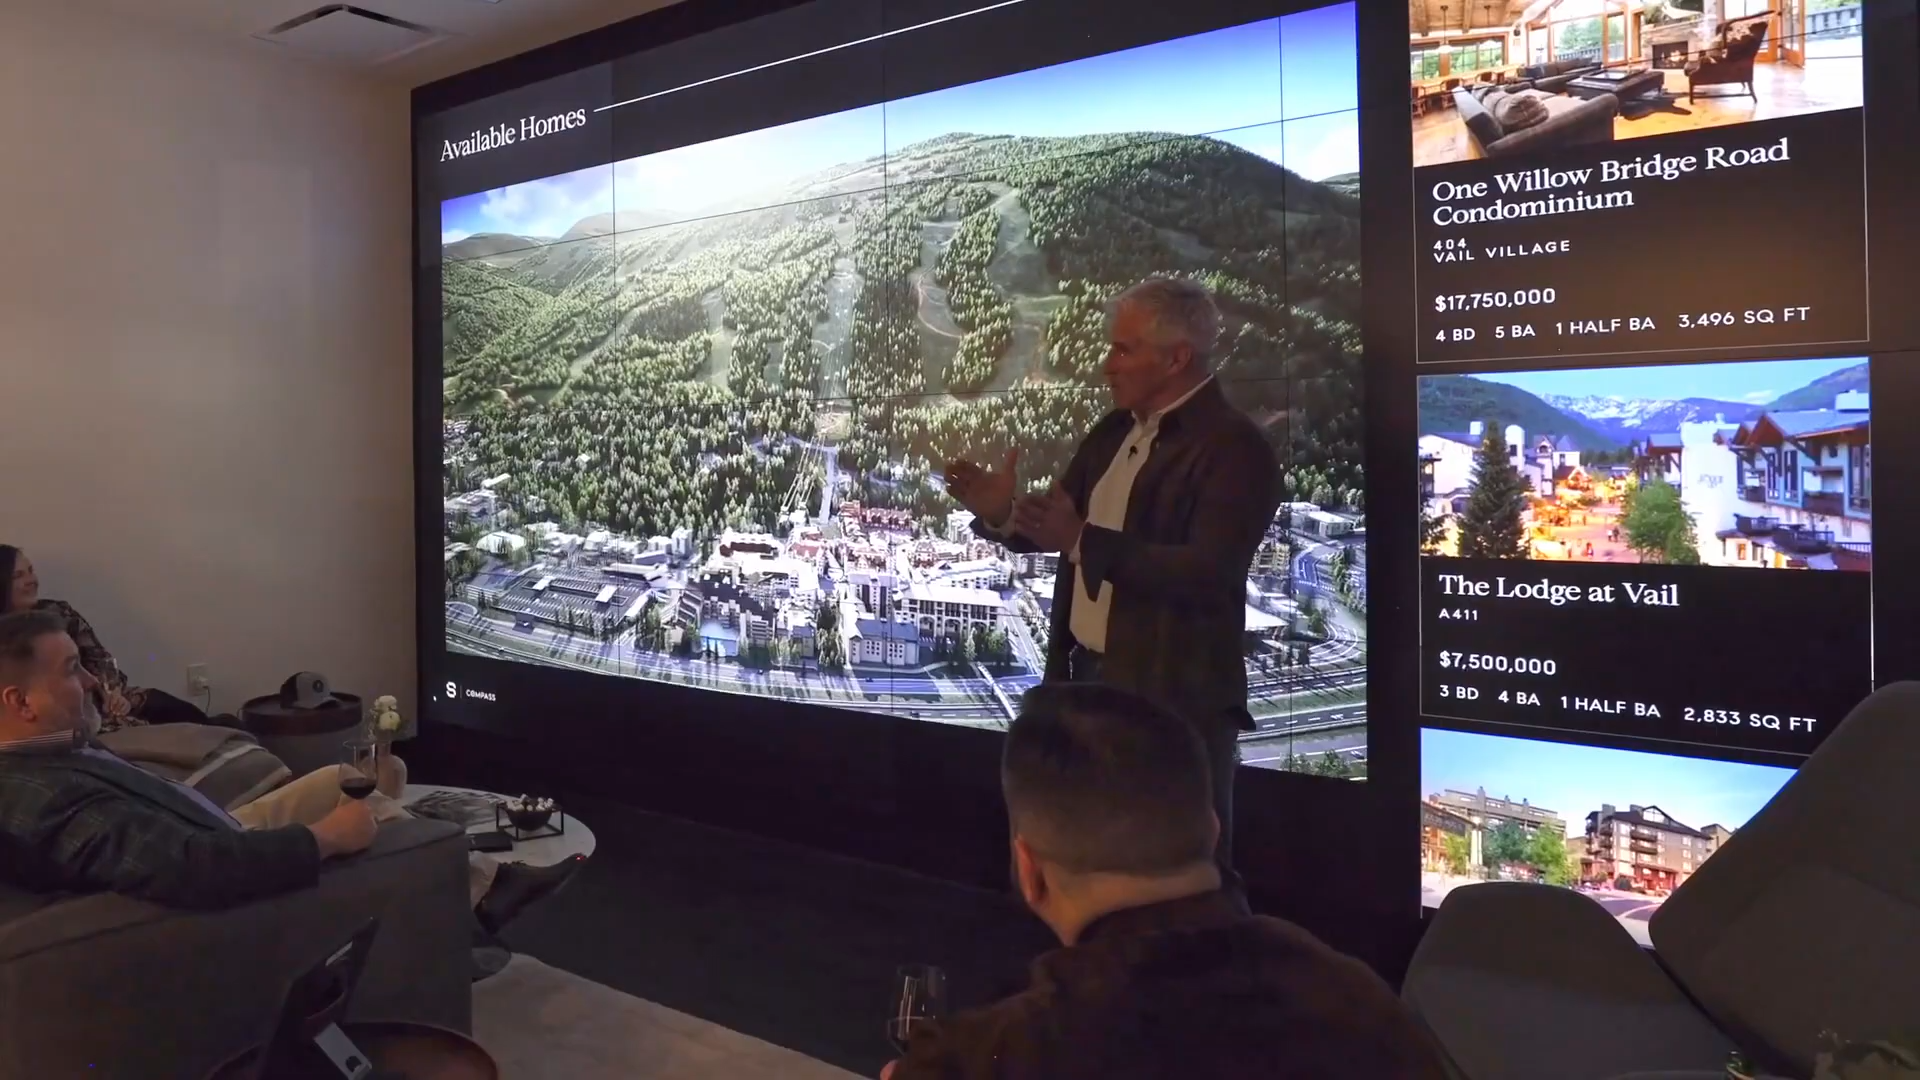 Available Homes
S COMPASS
One Willow Bridge Road
Condominium
404
VAIL VILLAGE
$17,750,000
4 BD 5 BA 1 HALF BA 3,496 SQ FT
The Lodge at Vail
A411
$7,500,000
3 BD 4 BA 1 HALF BA 2,833 SQ FT